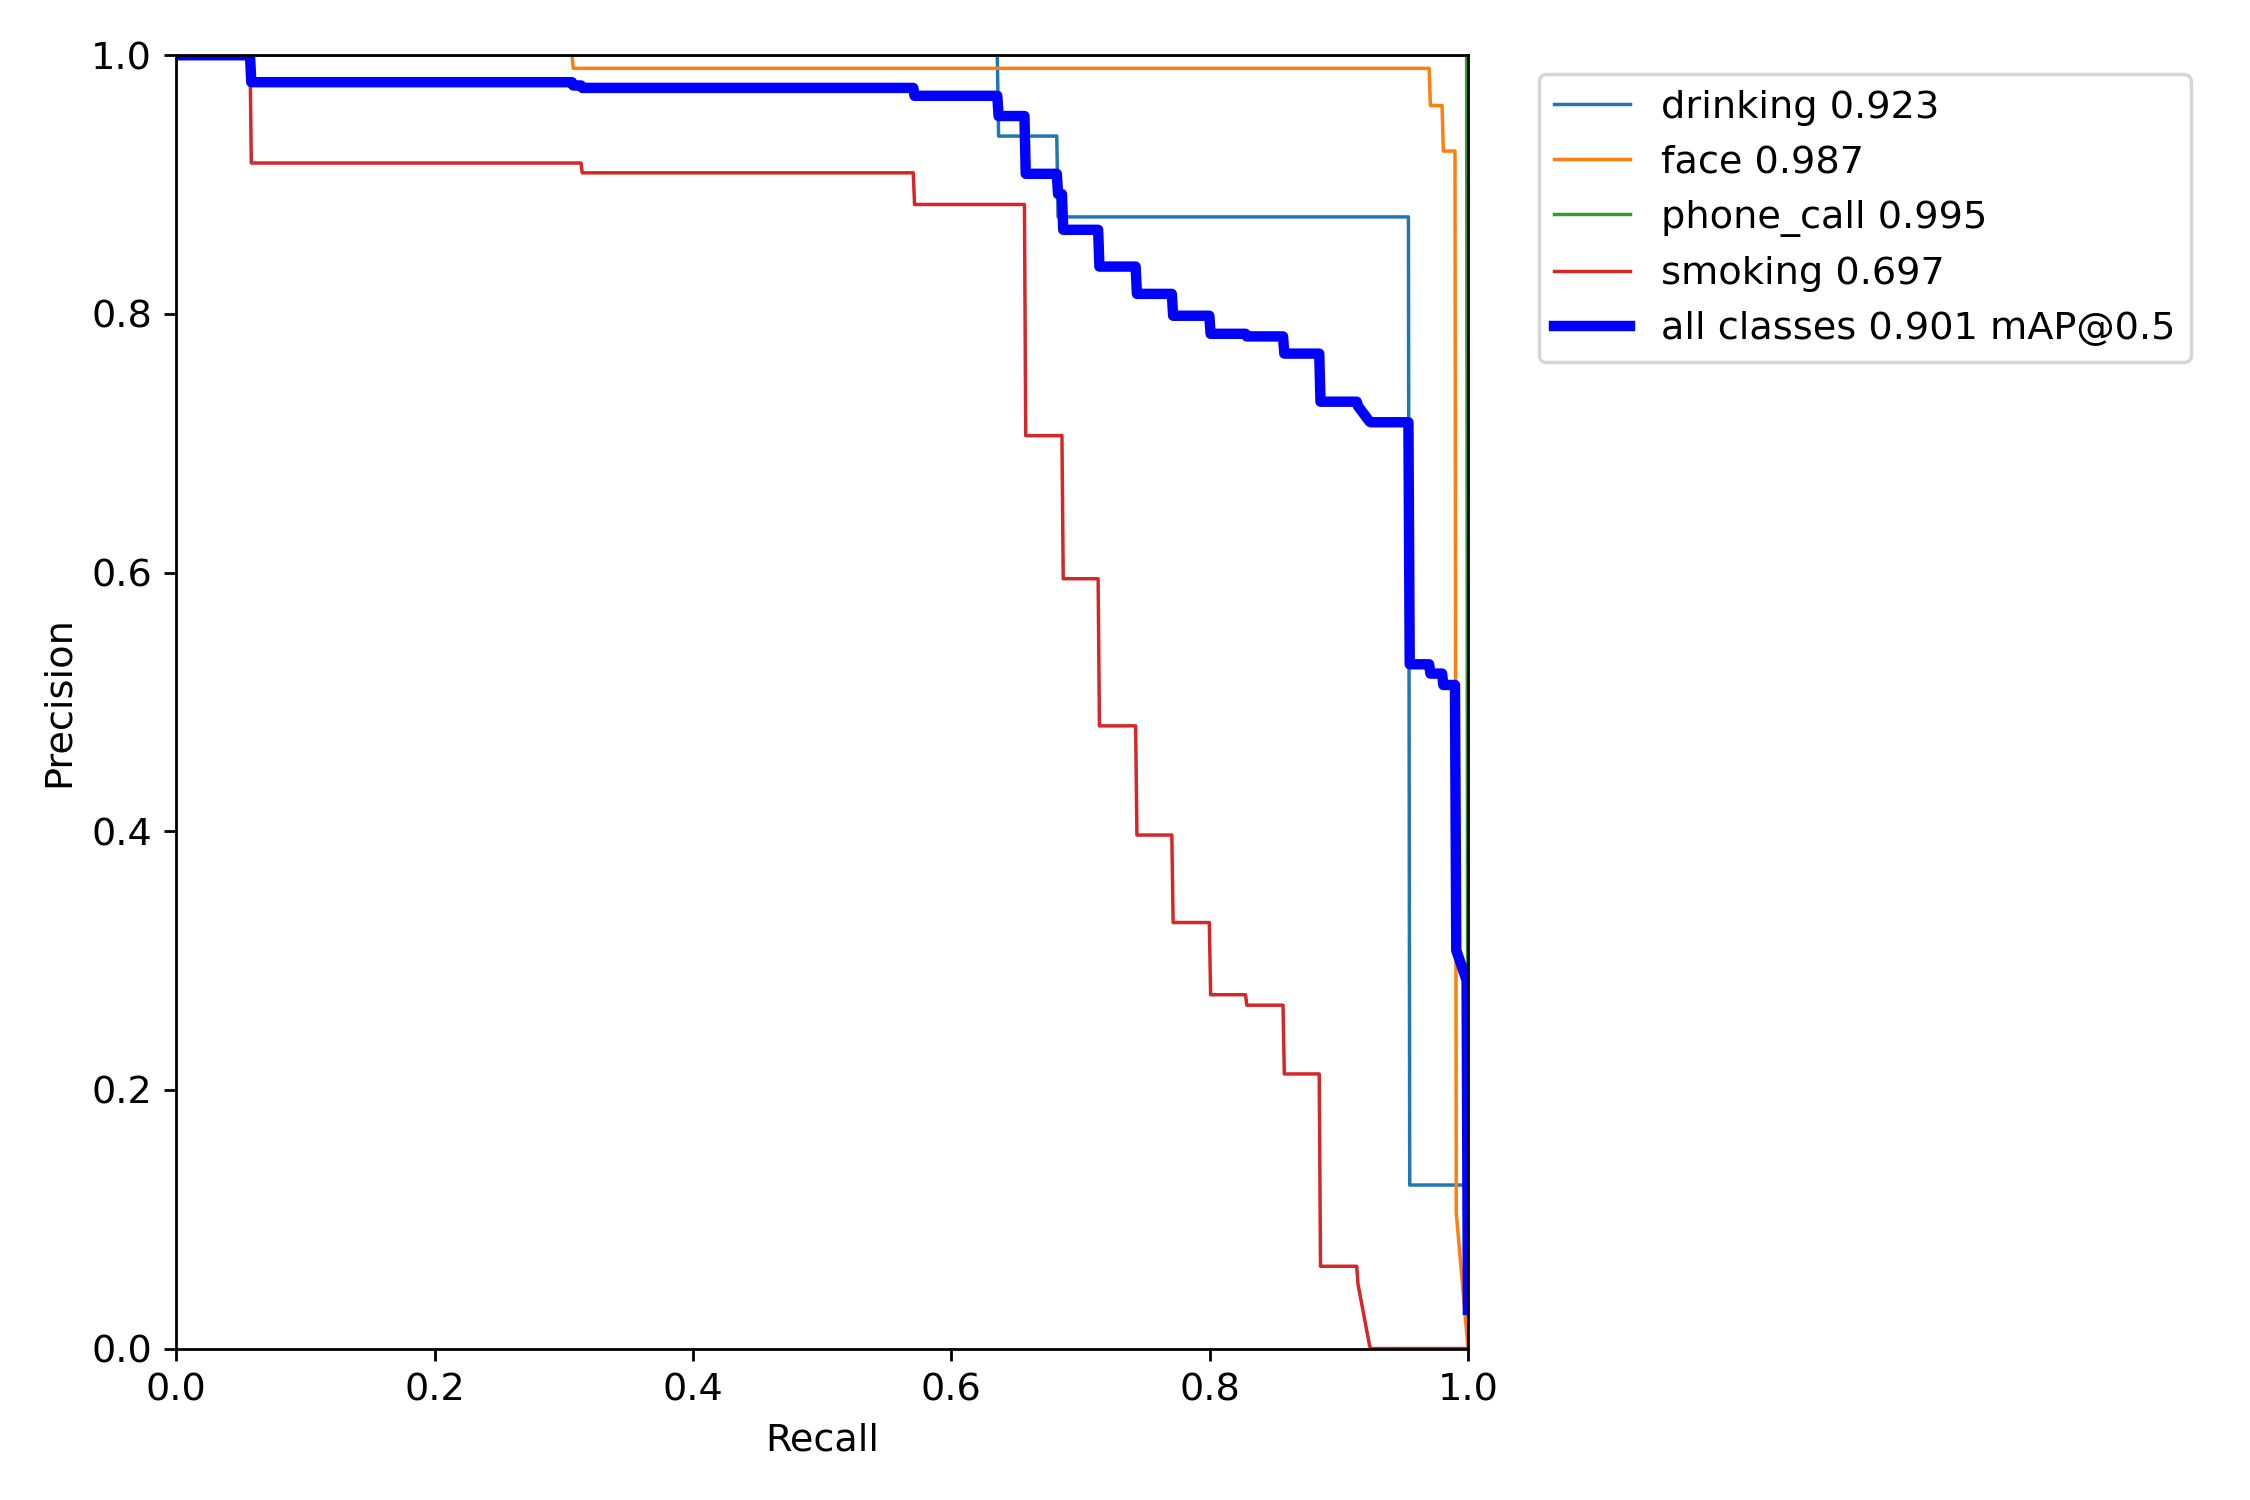 1.0
0.8
0.6
0.4
0.2
0.0
Precision
0.0 0.2 0.4 0.6 0.8 1.0
Recall
drinking 0.923
face 0.987
phone_call 0.995
smoking 0.697
all classes 0.901 mAP@0.5